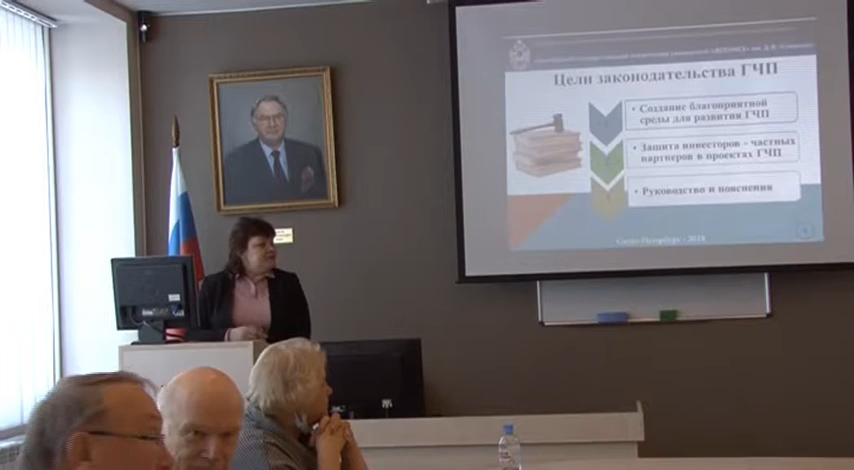 Цели законодательства ГЧП
• Создание благоприятной
среды для развития ГЧП
• Защита инвесторов - частных
партнеров в проектах ГЧП
• Руководство и пояснения
Санкт-Петербург - 2018